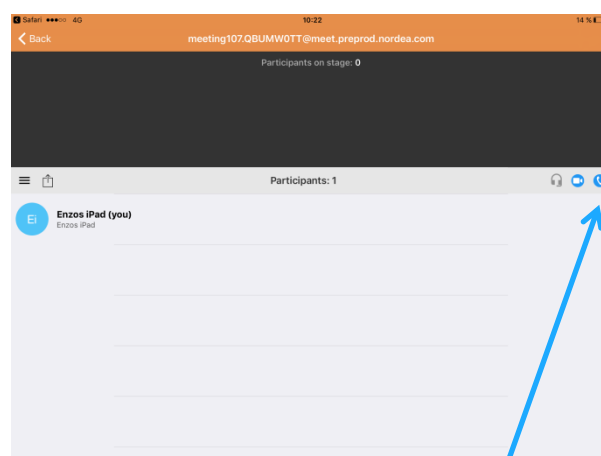 Safari 4G 10:22 14 %
Back meeting107.QBUMW0TT@meet.preprod.nordea.com
Participants on stage: 0
Participants: 1
Ei Enzos iPad (you)
Enzos iPad